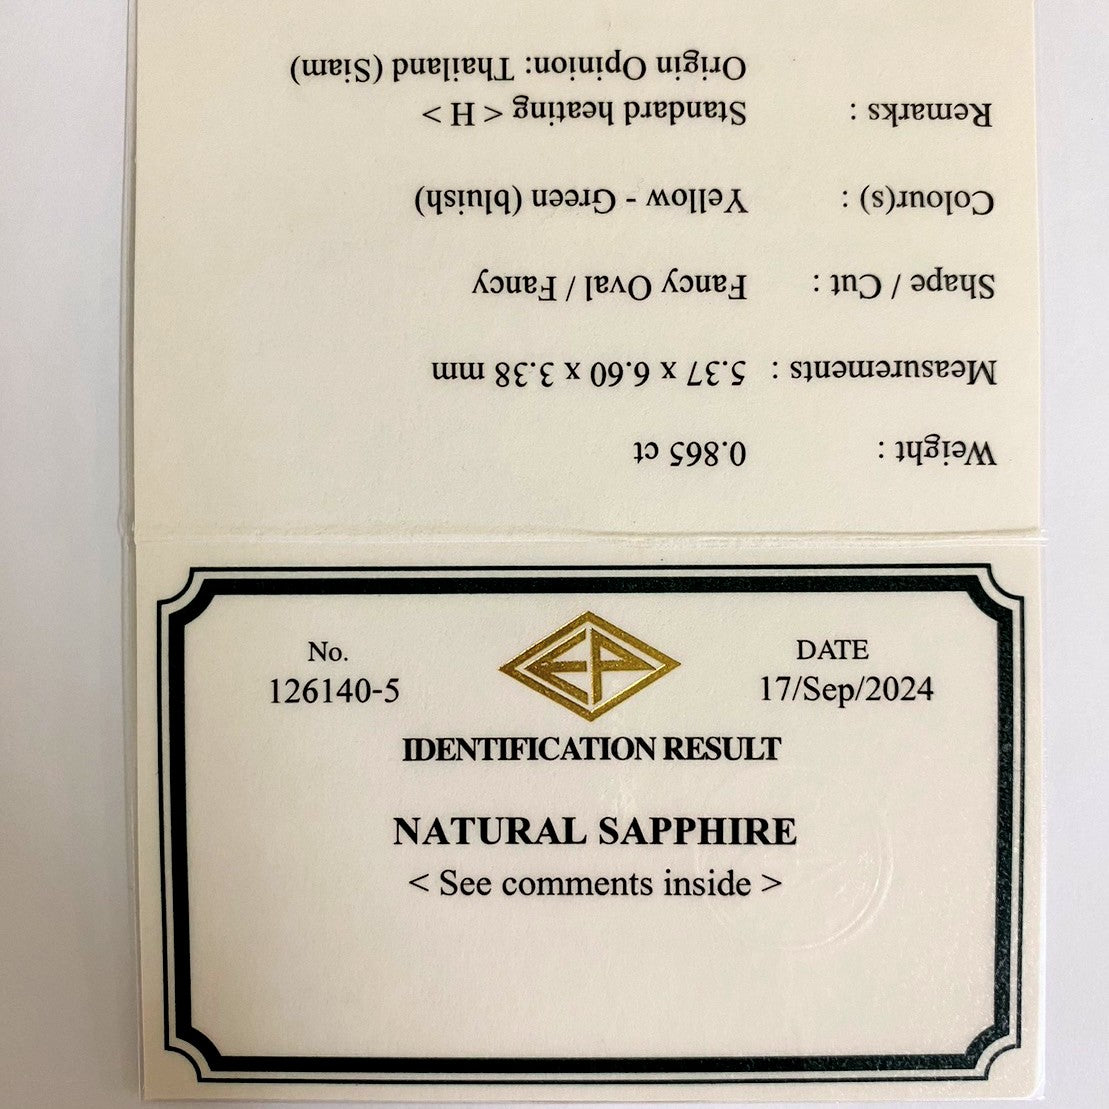 Weight : 0.865 ct
Measurements : 5.37 x 6.60 x 3.38 mm
Shape / Cut : Fancy Oval / Fancy
Colour(s) : Yellow - Green (bluish)
Remarks : Standard heating < H >
Origin Opinion: Thailand (Siam)
EP
No.
126140-5
DATE
17/Sep/2024
IDENTIFICATION RESULT
NATURAL SAPPHIRE
< See comments inside >